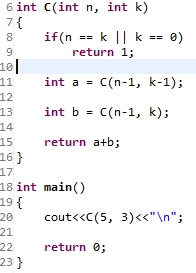 6 int C(int n, int k)
7 {
8     if(n == k || k == 0)
9         return 1;
10
11     int a = C(n-1, k-1);
12
13     int b = C(n-1, k);
14
15     return a+b;
16 }
17
18 int main()
19 {
20     cout<<C(5, 3)<<"\n";
21
22     return 0;
23 }